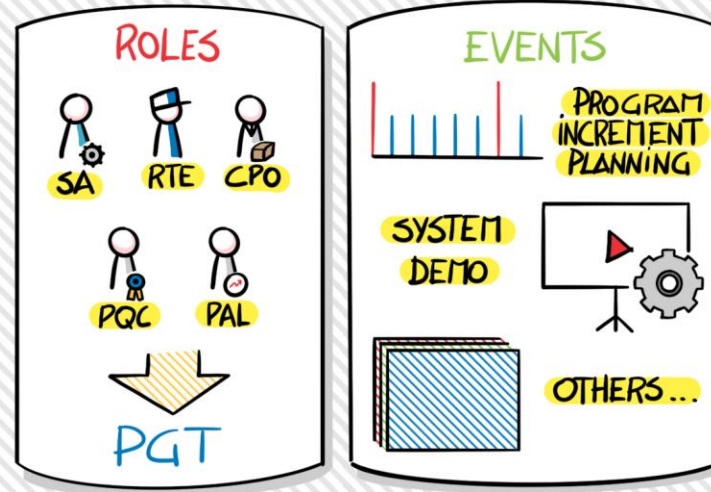 ROLES
SA
RTE
CPO
PQC
PAL
PGT
EVENTS
PROGRAM
INCREMENT
PLANNING
SYSTEM
DEMO
OTHERS...